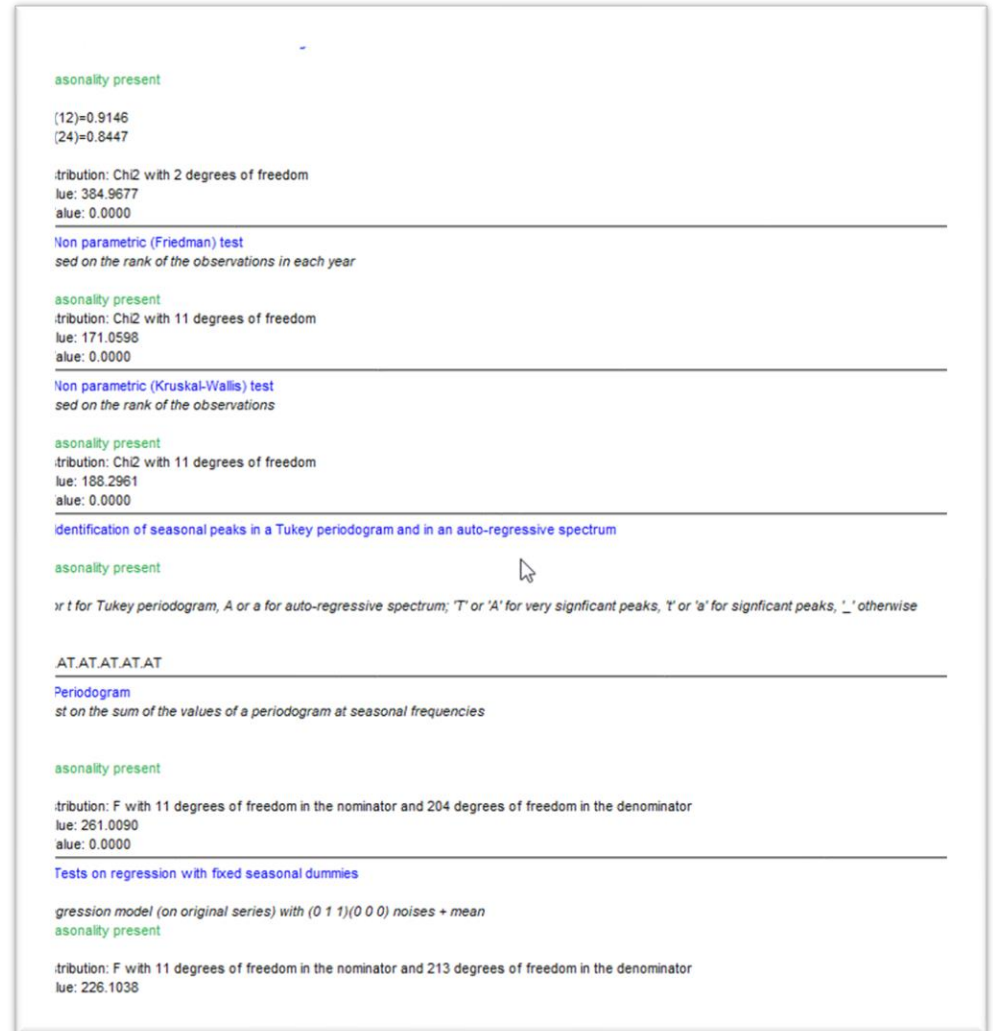 asonality present
(12)=0.9146
(24)=0.8447
tribution: Chi2 with 2 degrees of freedom
lue: 384.9677
alue: 0.0000
Non parametric (Friedman) test
sed on the rank of the observations in each year
asonality present
tribution: Chi2 with 11 degrees of freedom
lue: 171.0598
alue: 0.0000
Non parametric (Kruskal-Wallis) test
sed on the rank of the observations
asonality present
tribution: Chi2 with 11 degrees of freedom
lue: 188.2961
alue: 0.0000
Identification of seasonal peaks in a Tukey periodogram and in an auto-regressive spectrum
asonality present
or t for Tukey periodogram, A or a for auto-regressive spectrum; 'T' or 'A' for very signficant peaks, 't' or 'a' for signficant peaks, '_' otherwise
.AT.AT.AT.AT.AT
Periodogram
st on the sum of the values of a periodogram at seasonal frequencies
asonality present
tribution: F with 11 degrees of freedom in the nominator and 204 degrees of freedom in the denominator
lue: 261.0090
alue: 0.0000
Tests on regression with fixed seasonal dummies
gression model (on original series) with (0 1 1)(0 0 0) noises + mean
asonality present
tribution: F with 11 degrees of freedom in the nominator and 213 degrees of freedom in the denominator
lue: 226.1038